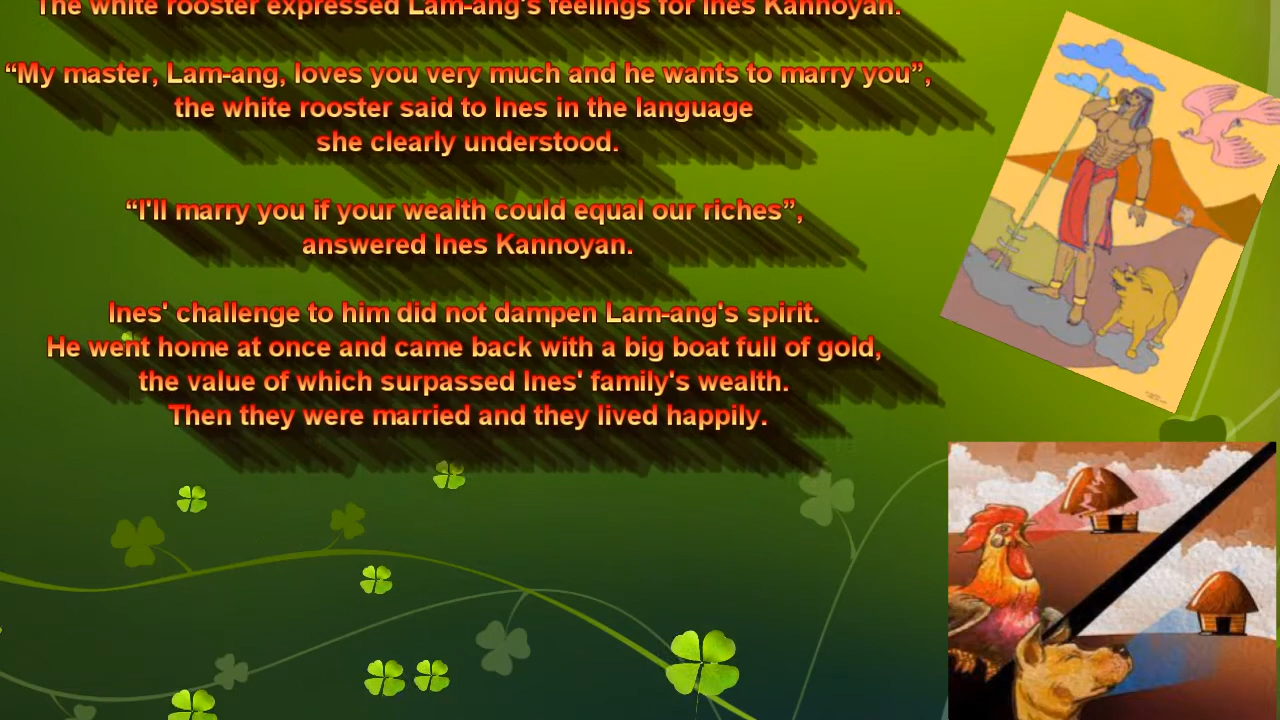 The white rooster expressed Lam-ang's feelings for Ines Kannoyan.
“My master, Lam-ang, loves you very much and he wants to marry you”,
the white rooster said to Ines in the language
she clearly understood.
“I'll marry you if your wealth could equal our riches”,
answered Ines Kannoyan.
Ines' challenge to him did not dampen Lam-ang's spirit.
He went home at once and came back with a big boat full of gold,
the value of which surpassed Ines' family's wealth.
Then they were married and they lived happily.